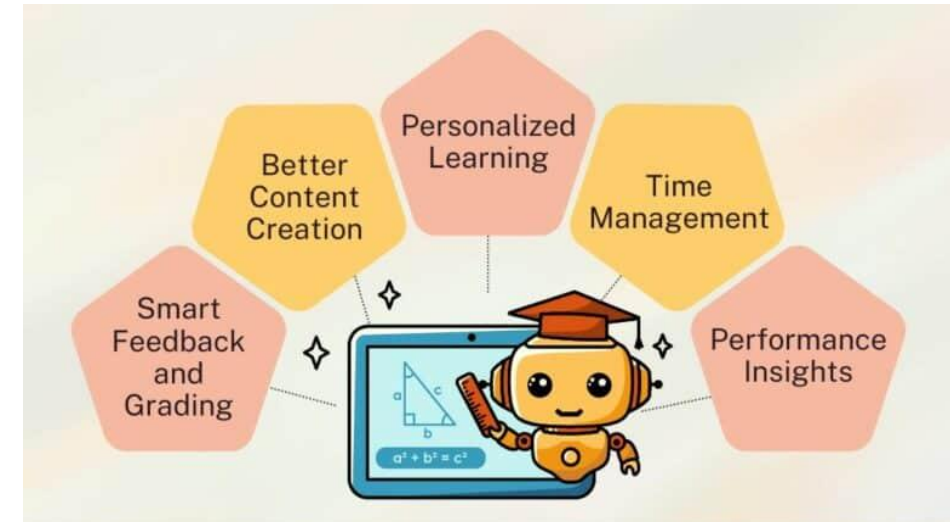 Personalized
Learning
Better
Content
Creation
Time
Management
Smart
Feedback
and
Grading
Performance
Insights
a
c
b
a² + b² = c²